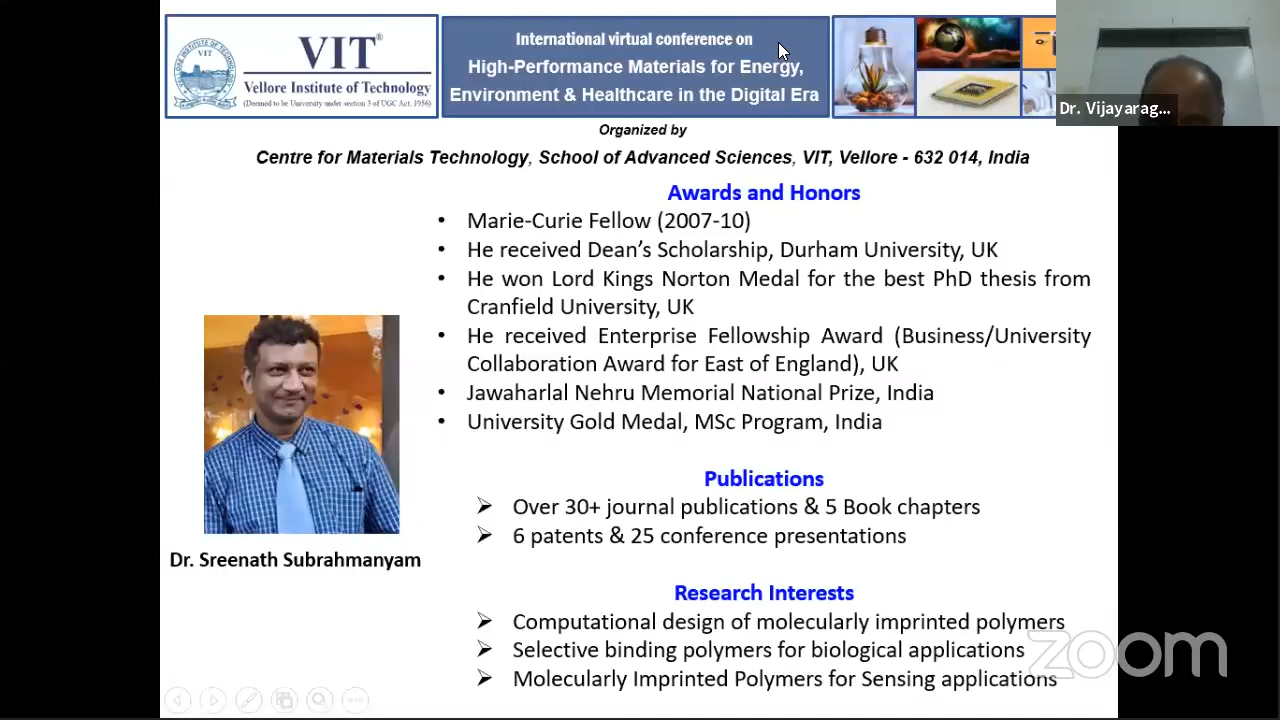 VIT®
Vellore Institute of Technology
(Deemed to be University under section 3 of UGC Act, 1956)
International virtual conference on
High-Performance Materials for Energy,
Environment & Healthcare in the Digital Era
Dr. Vijayarag...
Organized by
Centre for Materials Technology, School of Advanced Sciences, VIT, Vellore - 632 014, India
Awards and Honors
• Marie-Curie Fellow (2007-10)
• He received Dean's Scholarship, Durham University, UK
• He won Lord Kings Norton Medal for the best PhD thesis from
Cranfield University, UK
• He received Enterprise Fellowship Award (Business/University
Collaboration Award for East of England), UK
• Jawaharlal Nehru Memorial National Prize, India
• University Gold Medal, MSc Program, India
Dr. Sreenath Subrahmanyam
Publications
➢ Over 30+ journal publications & 5 Book chapters
➢ 6 patents & 25 conference presentations
Research Interests
➢ Computational design of molecularly imprinted polymers
➢ Selective binding polymers for biological applications
➢ Molecularly Imprinted Polymers for Sensing applications
zoom